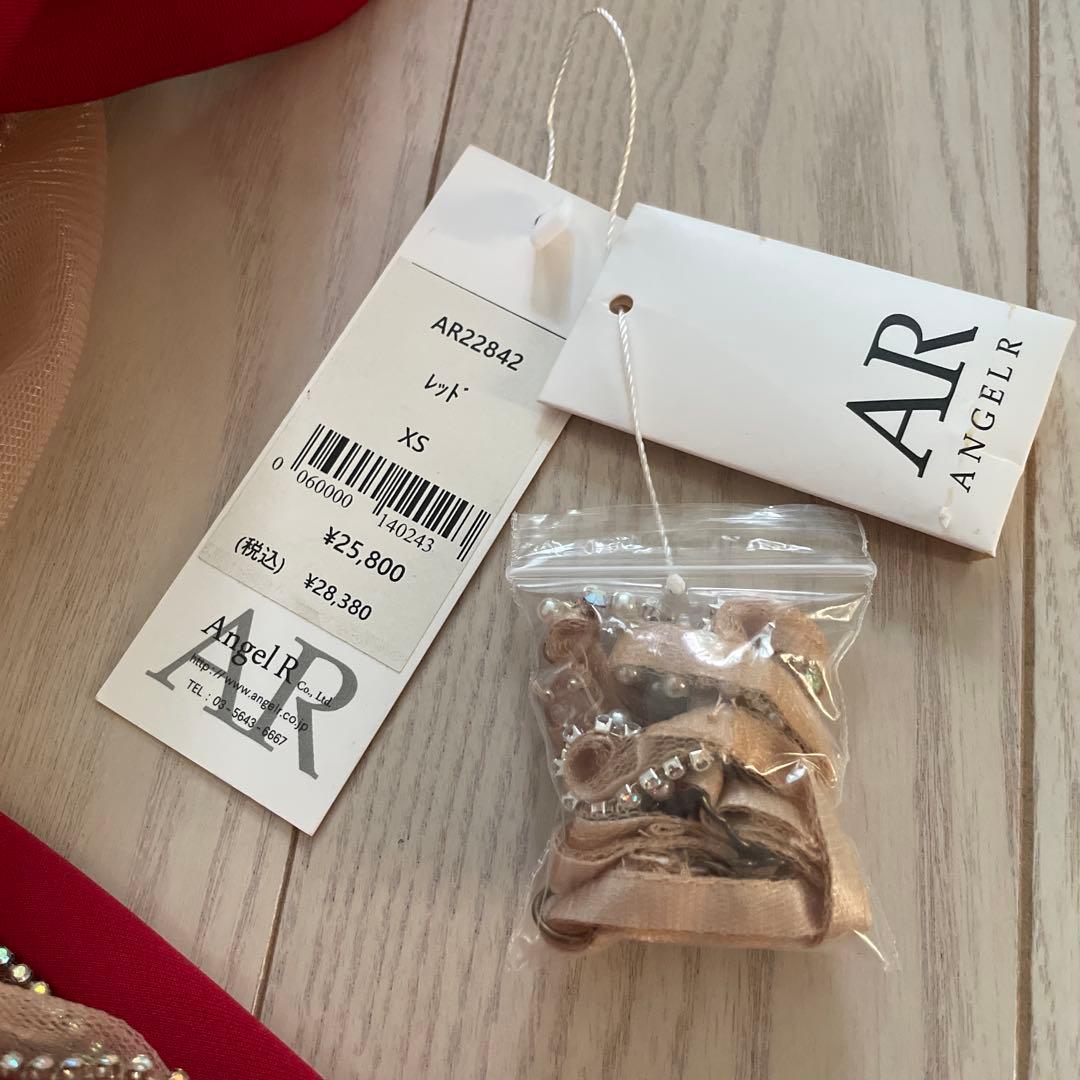 AR22842
レッド
XS
0 060000 140243
¥25,800
(税込) ¥28,380
AR
Angel R Co., Ltd.
http://www.angelr.co.jp
TEL : 03-5643-6667
AR
ANGELR